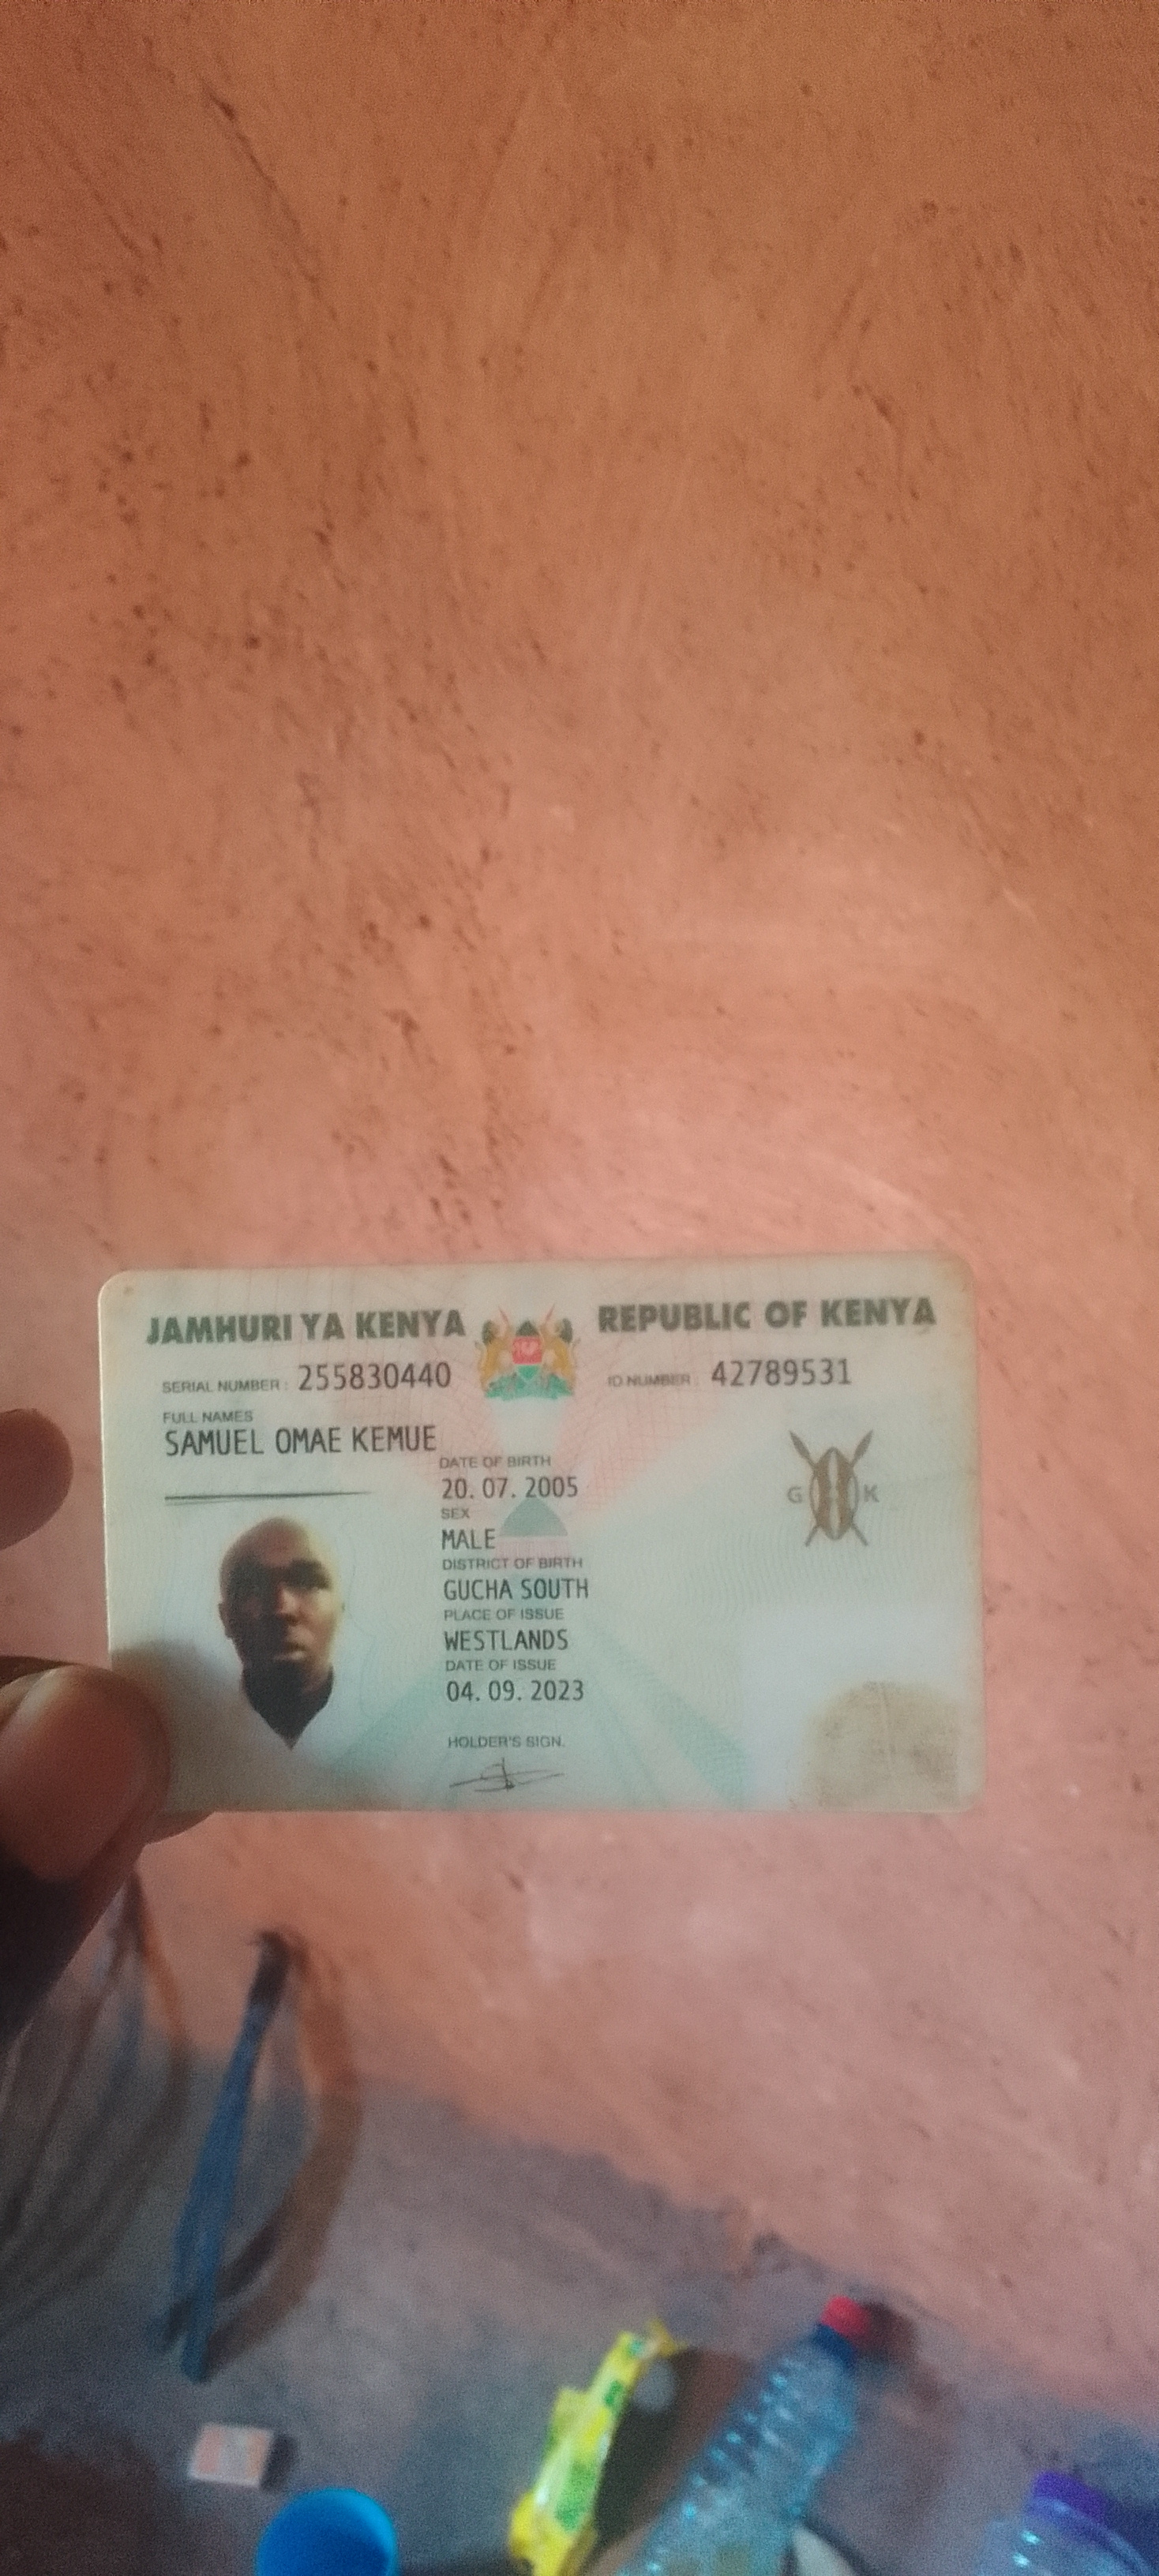 JAMHURI YA KENYA REPUBLIC OF KENYA
SERIAL NUMBER : 255830440 ID NUMBER : 42789531
FULL NAMES
SAMUEL OMAE KEMUE
DATE OF BIRTH
20. 07. 2005
SEX
MALE
DISTRICT OF BIRTH
GUCHA SOUTH
PLACE OF ISSUE
WESTLANDS
DATE OF ISSUE
04. 09. 2023
HOLDER'S SIGN.
G K